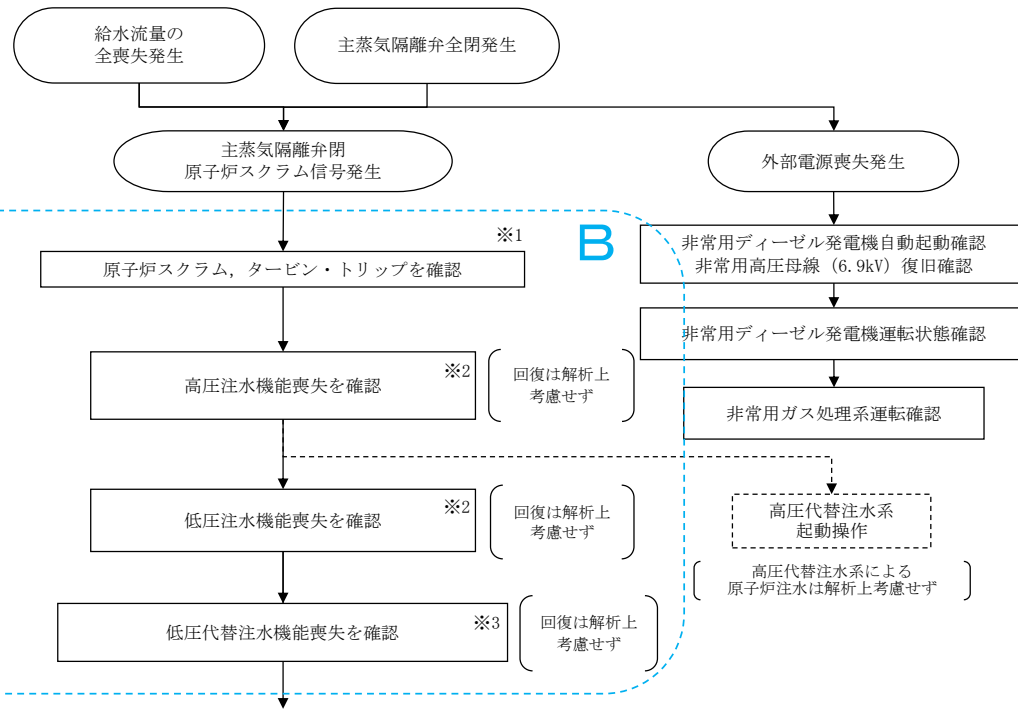 給水流量の
全喪失発生
主蒸気隔離弁全閉発生
主蒸気隔離弁閉
原子炉スクラム信号発生
外部電源喪失発生
※1
B
原子炉スクラム，タービン・トリップを確認
非常用ディーゼル発電機自動起動確認
非常用高圧母線（6.9kV）復旧確認
非常用ディーゼル発電機運転状態確認
高圧注水機能喪失を確認
※2
回復は解析上
考慮せず
非常用ガス処理系運転確認
低圧注水機能喪失を確認
※2
回復は解析上
考慮せず
高圧代替注水系
起動操作
高圧代替注水系による
原子炉注水は解析上考慮せず
低圧代替注水機能喪失を確認
※3
回復は解析上
考慮せず